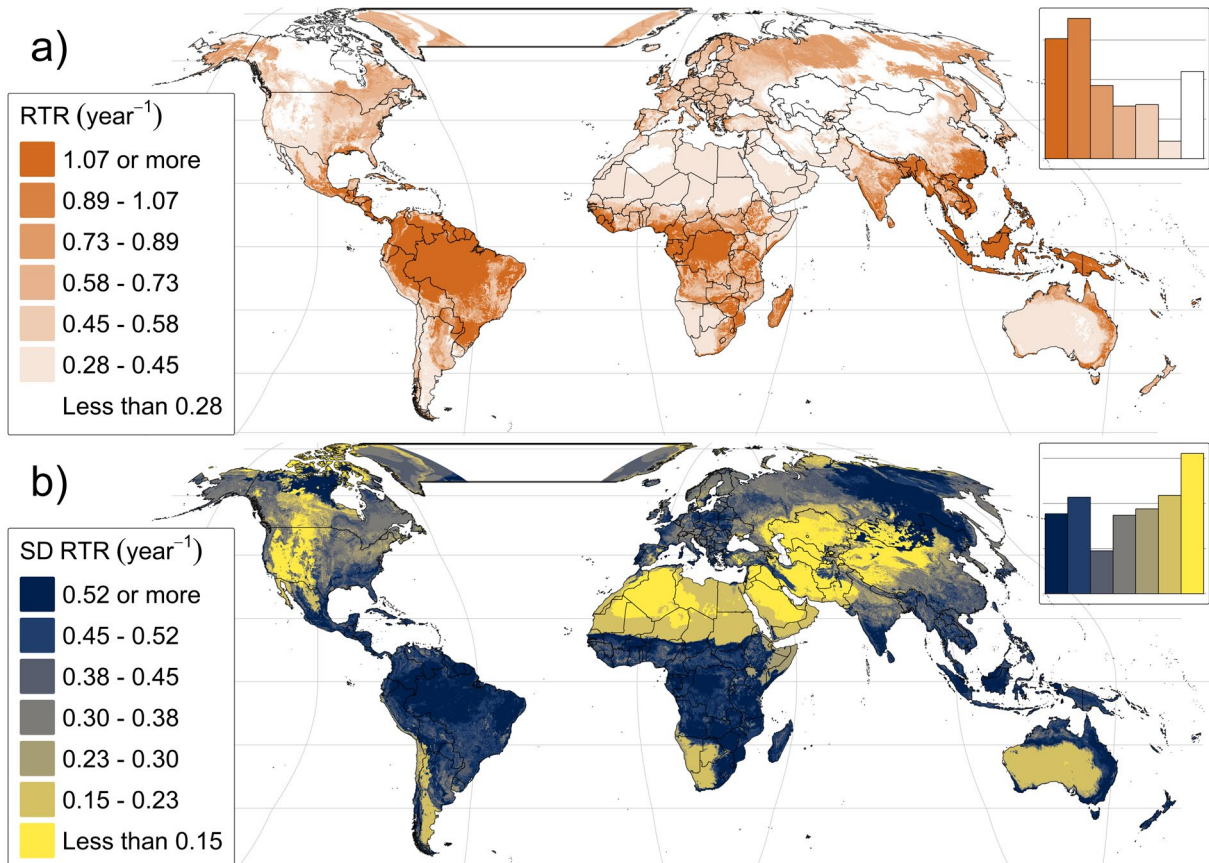 a)
RTR (year⁻¹)
1.07 or more
0.89 - 1.07
0.73 - 0.89
0.58 - 0.73
0.45 - 0.58
0.28 - 0.45
Less than 0.28
b)
SD RTR (year⁻¹)
0.52 or more
0.45 - 0.52
0.38 - 0.45
0.30 - 0.38
0.23 - 0.30
0.15 - 0.23
Less than 0.15